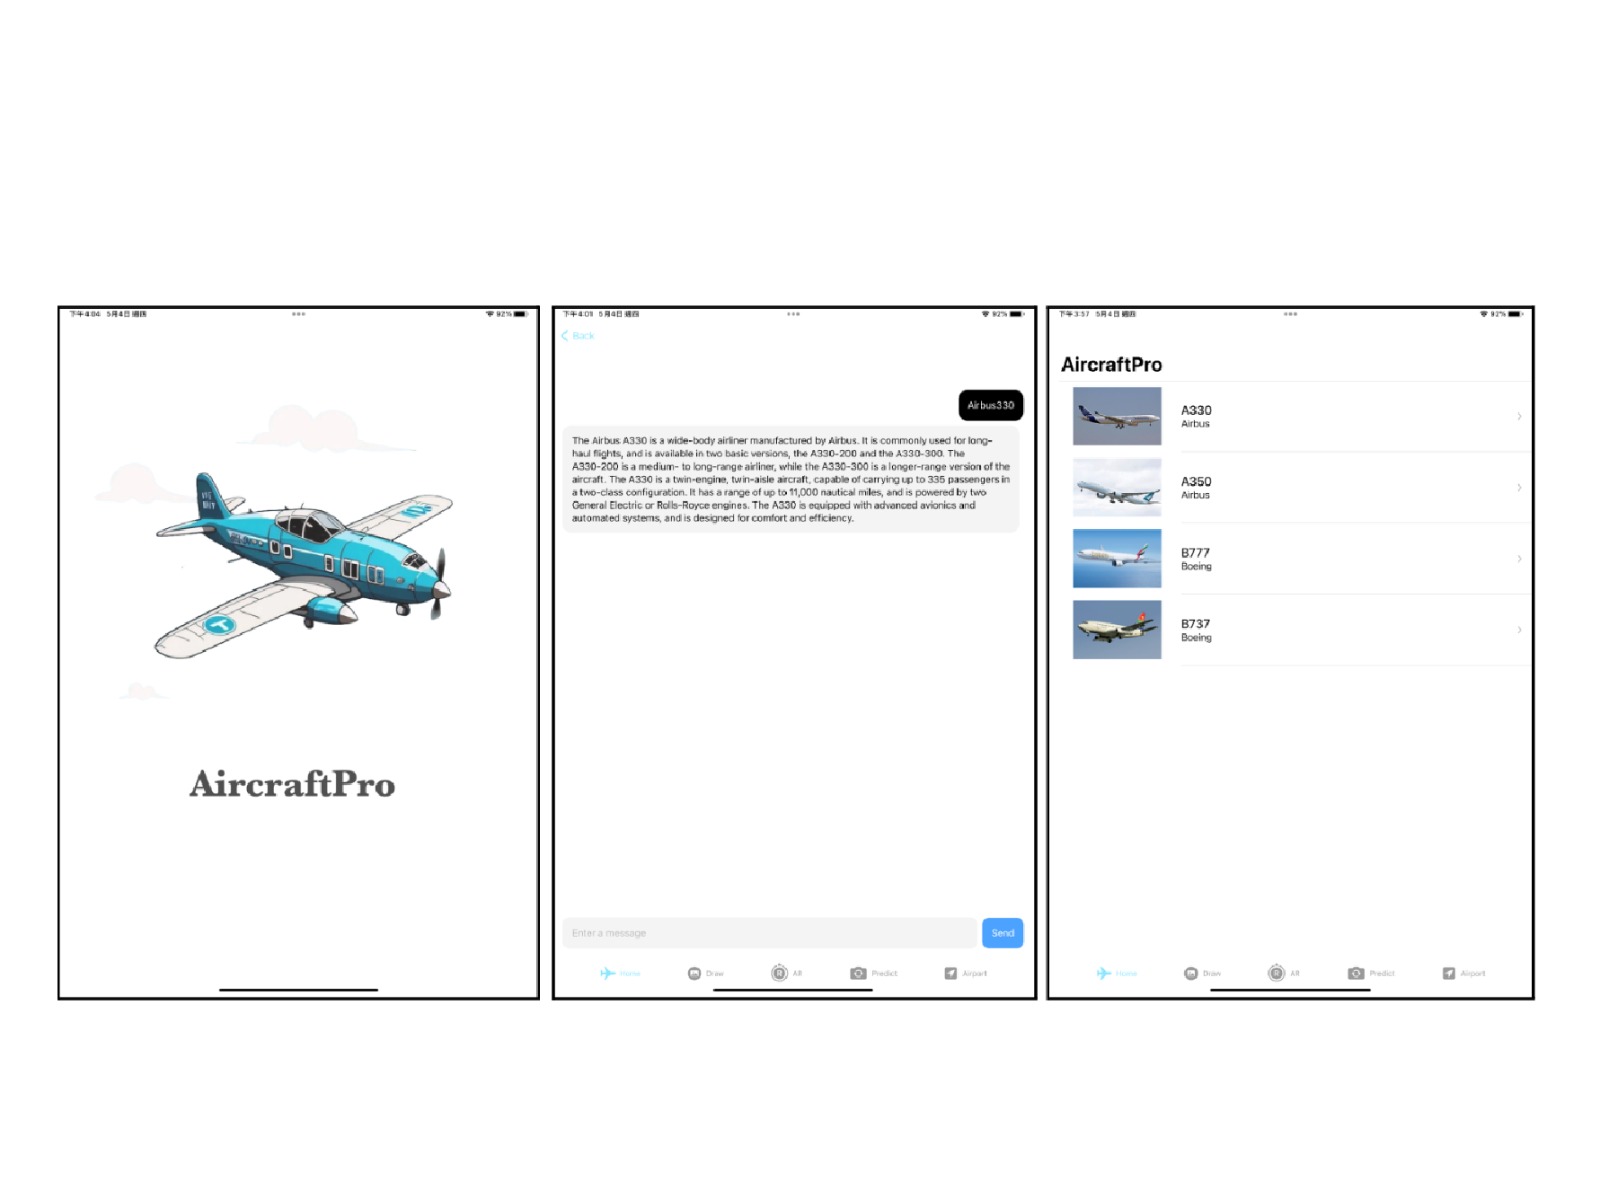 下午4:04 5月4日 週四
92%
AircraftPro
下午4:01 5月4日 週四
92%
Back
Airbus330
The Airbus A330 is a wide-body airliner manufactured by Airbus. It is commonly used for long-
haul flights, and is available in two basic versions, the A330-200 and the A330-300. The
A330-200 is a medium- to long-range airliner, while the A330-300 is a longer-range version of the
aircraft. The A330 is a twin-engine, twin-aisle aircraft, capable of carrying up to 335 passengers in
a two-class configuration. It has a range of up to 11,000 nautical miles, and is powered by two
General Electric or Rolls-Royce engines. The A330 is equipped with advanced avionics and
automated systems, and is designed for comfort and efficiency.
Enter a message
Send
Home Draw AR Predict Airport
下午3:37 5月4日 週四
92%
AircraftPro
A330
Airbus
A350
Airbus
B777
Boeing
B737
Boeing
Home Draw AR Predict Airport